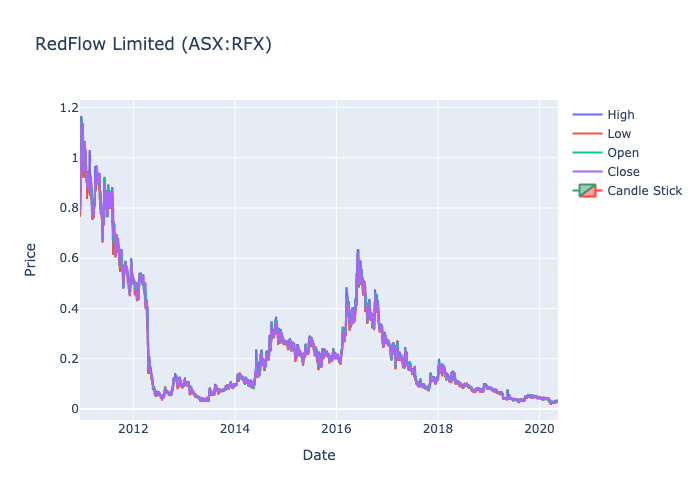 RedFlow Limited (ASX:RFX)
1.2
1
0.8
0.6
0.4
0.2
0
Price
2012
2014
2016
2018
2020
Date
High
Low
Open
Close
Candle Stick